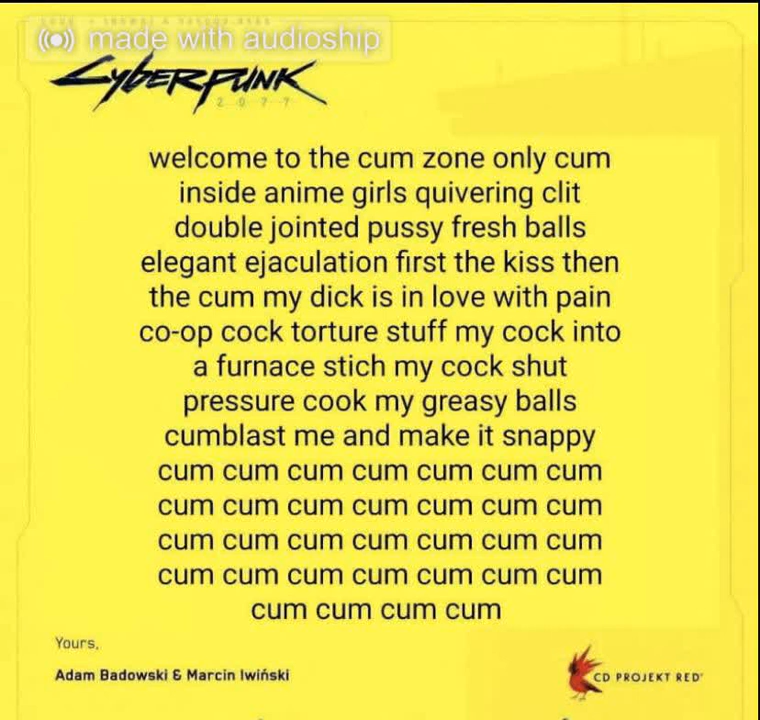 made with audioship
Cyberpunk
2077
welcome to the cum zone only cum
inside anime girls quivering clit
double jointed pussy fresh balls
elegant ejaculation first the kiss then
the cum my dick is in love with pain
co-op cock torture stuff my cock into
a furnace stich my cock shut
pressure cook my greasy balls
cumblast me and make it snappy
cum cum cum cum cum cum cum
cum cum cum cum cum cum cum
cum cum cum cum cum cum cum
cum cum cum cum cum cum cum
cum cum cum cum
Yours,
Adam Badowski & Marcin Iwiński
CD PROJEKT RED®